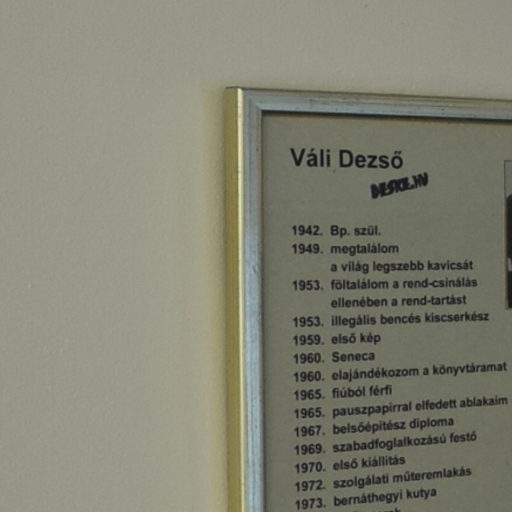 Váli Dezső
DESKE.HU
1942. Bp. szül.
1949. megtalálom
a világ legszebb kavicsát
1953. föltalálom a rend-csinálás
ellenében a rend-tartást
1953. illegális bencés kiscserkész
1959. első kép
1960. Seneca
1960. elajándékozom a könyvtáramat
1965. fiúból férfi
1965. pauszpapírral elfedett ablakaim
1967. belsőépítész diploma
1969. szabadfoglalkozású festő
1970. első kiállítás
1972. szolgálati műteremlakás
1973. bernáthegyi kutya